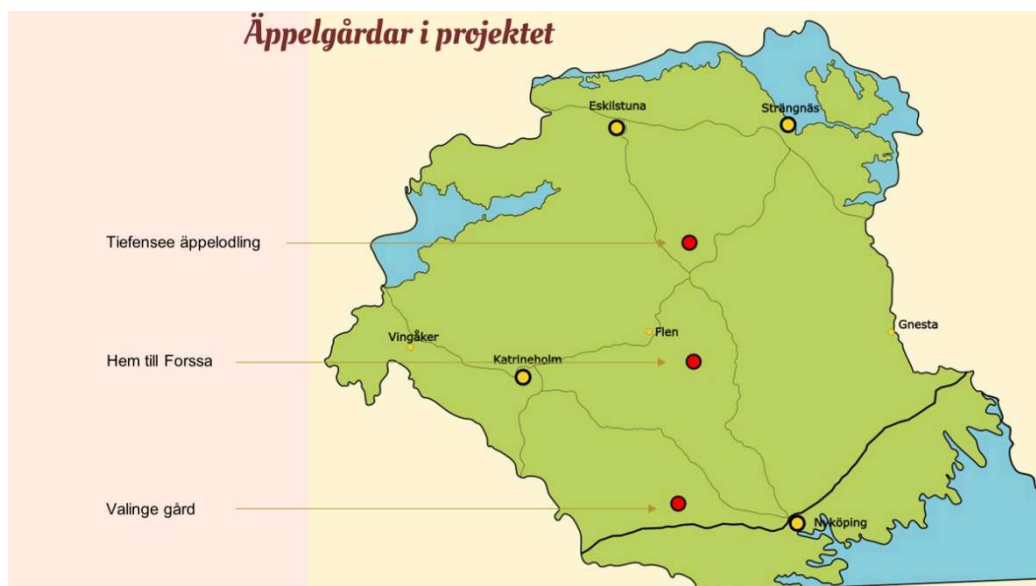 Äppelgårdar i projektet
Eskilstuna
Strängnäs
Tiefensee äppelodling
Flen
Gnesta
Vingåker
Hem till Forssa
Katrineholm
Valinge gård
Nyköping